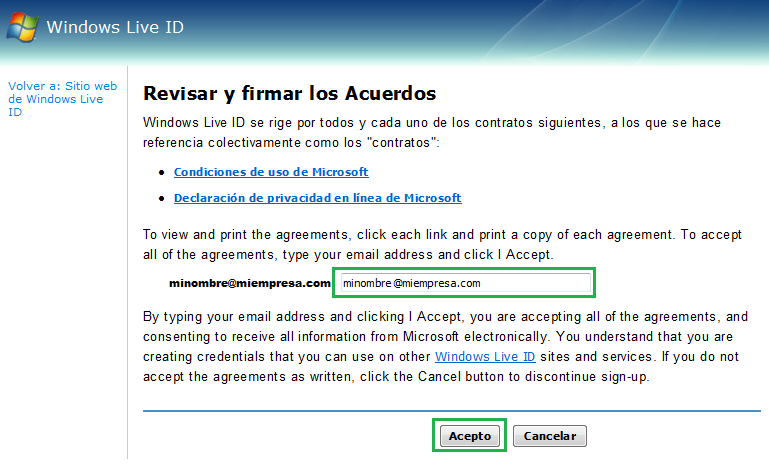 Windows Live ID
Volver a: Sitio web
de Windows Live
ID
Revisar y firmar los Acuerdos
Windows Live ID se rige por todos y cada uno de los contratos siguientes, a los que se hace
referencia colectivamente como los "contratos":
Condiciones de uso de Microsoft
Declaración de privacidad en línea de Microsoft
To view and print the agreements, click each link and print a copy of each agreement. To accept
all of the agreements, type your email address and click I Accept.
minombre@miempresa.com minombre@miempresa.com
By typing your email address and clicking I Accept, you are accepting all of the agreements, and
consenting to receive all information from Microsoft electronically. You understand that you are
creating credentials that you can use on other Windows Live ID sites and services. If you do not
accept the agreements as written, click the Cancel button to discontinue sign-up.
Acepto Cancelar